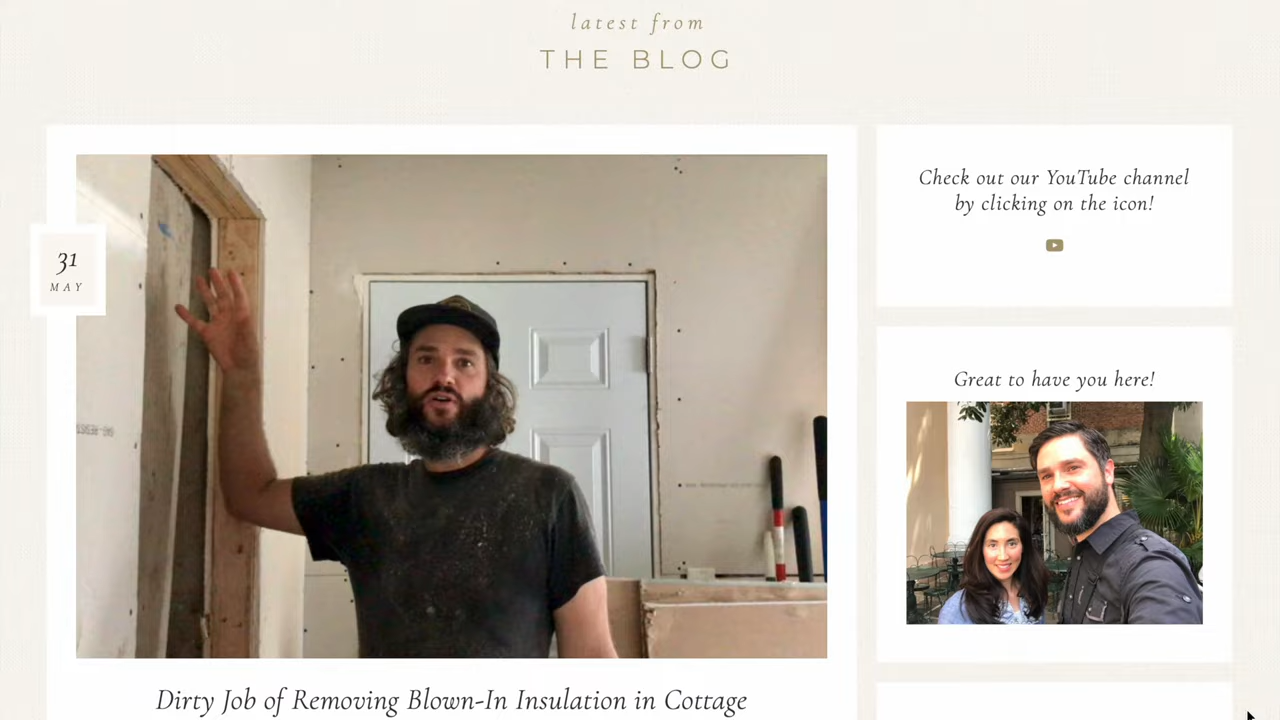 latest from
THE BLOG
31
MAY
Check out our YouTube channel
by clicking on the icon!
Great to have you here!
Dirty Job of Removing Blown-In Insulation in Cottage